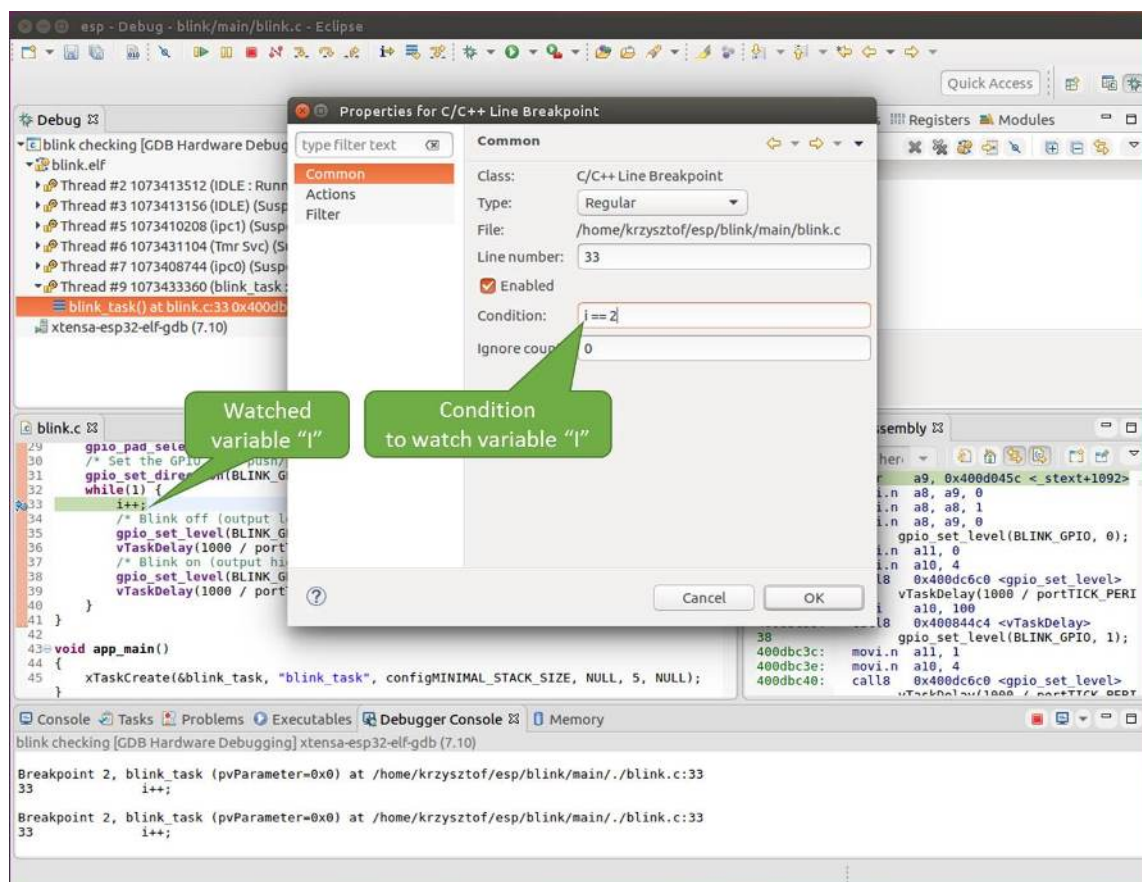 esp - Debug - blink/main/blink.c - Eclipse
Quick Access
Debug
Registers
Modules
blink checking [GDB Hardware Debug
blink.elf
Thread #2 1073413512 (IDLE : Runn
Thread #3 1073413156 (IDLE) (Susp
Thread #5 1073410208 (ipc1) (Susp
Thread #6 1073431104 (Tmr Svc) (S
Thread #7 1073408744 (ipc0) (Susp
Thread #9 1073433360 (blink_task :
blink_task() at blink.c:33 0x400db
xtensa-esp32-elf-gdb (7.10)
Properties for C/C++ Line Breakpoint
type filter text
Common
Actions
Filter
Common
Class: C/C++ Line Breakpoint
Type: Regular
File: /home/krzysztof/esp/blink/main/blink.c
Line number: 33
Enabled
Condition: i == 2
Ignore coun 0
Cancel
OK
Watched
variable “I”
Condition
to watch variable “I”
blink.c
29 gpio_pad_sele
30 /* Set the GPIO push/
31 gpio_set_direction(BLINK_G
32 while(1) {
33 i++;
34 /* Blink off (output l
35 gpio_set_level(BLINK_G
36 vTaskDelay(1000 / port
37 /* Blink on (output hi
38 gpio_set_level(BLINK_G
39 vTaskDelay(1000 / port
40 }
41 }
42
43 void app_main()
44 {
45 xTaskCreate(&blink_task, "blink_task", configMINIMAL_STACK_SIZE, NULL, 5, NULL);
}
sembly
her
r a9, 0x400d045c <_stext+1092>
i.n a8, a9, 0
i.n a8, a8, 1
i.n a8, a9, 0
gpio_set_level(BLINK_GPIO, 0);
i.n a11, 0
i.n a10, 4
l8 0x400dc6c0 <gpio_set_level>
vTaskDelay(1000 / portTICK_PERI
i a10, 100
l8 0x400844c4 <vTaskDelay>
38 gpio_set_level(BLINK_GPIO, 1);
400dbc3c: movi.n a11, 1
400dbc3e: movi.n a10, 4
400dbc40: call8 0x400dc6c0 <gpio_set_level>
vTaskDelay(1000 / portTICK_PERI
Console
Tasks
Problems
Executables
Debugger Console
Memory
blink checking [GDB Hardware Debugging] xtensa-esp32-elf-gdb (7.10)
Breakpoint 2, blink_task (pvParameter=0x0) at /home/krzysztof/esp/blink/main/./blink.c:33
33 i++;
Breakpoint 2, blink_task (pvParameter=0x0) at /home/krzysztof/esp/blink/main/./blink.c:33
33 i++;